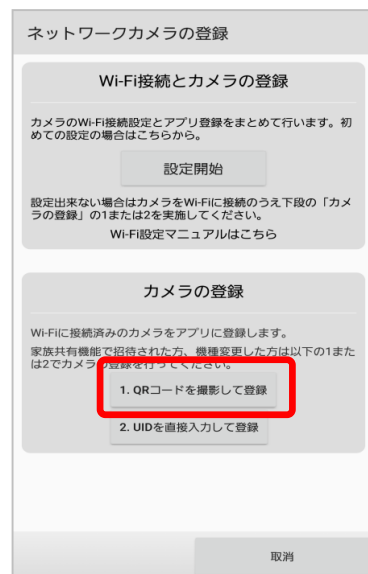 ネットワークカメラの登録
Wi-Fi接続とカメラの登録
カメラのWi-Fi接続設定とアプリ登録をまとめて行います。初
めての設定の場合はこちらから。
設定開始
設定出来ない場合はカメラをWi-Fiに接続のうえ下段の「カメ
ラの登録」の1または2を実施してください。
Wi-Fi設定マニュアルはこちら
カメラの登録
Wi-Fiに接続済みのカメラをアプリに登録します。
家族共有機能で招待された方、機種変更した方は以下の1また
は2でカメラの登録を行ってください。
1. QRコードを撮影して登録
2. UIDを直接入力して登録
取消